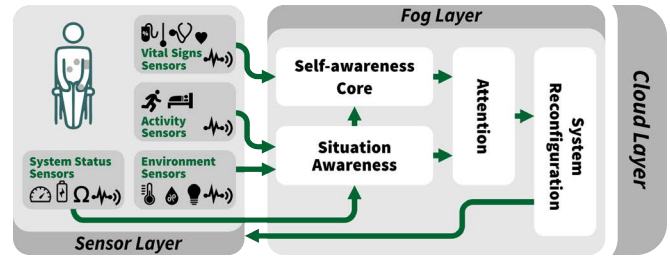 Fog Layer
Vital Signs
Sensors
Activity
Sensors
System Status
Sensors
Ω
Environment
Sensors
Sensor Layer
Self-awareness
Core
Situation
Awareness
Attention
System
Reconfiguration
Cloud Layer